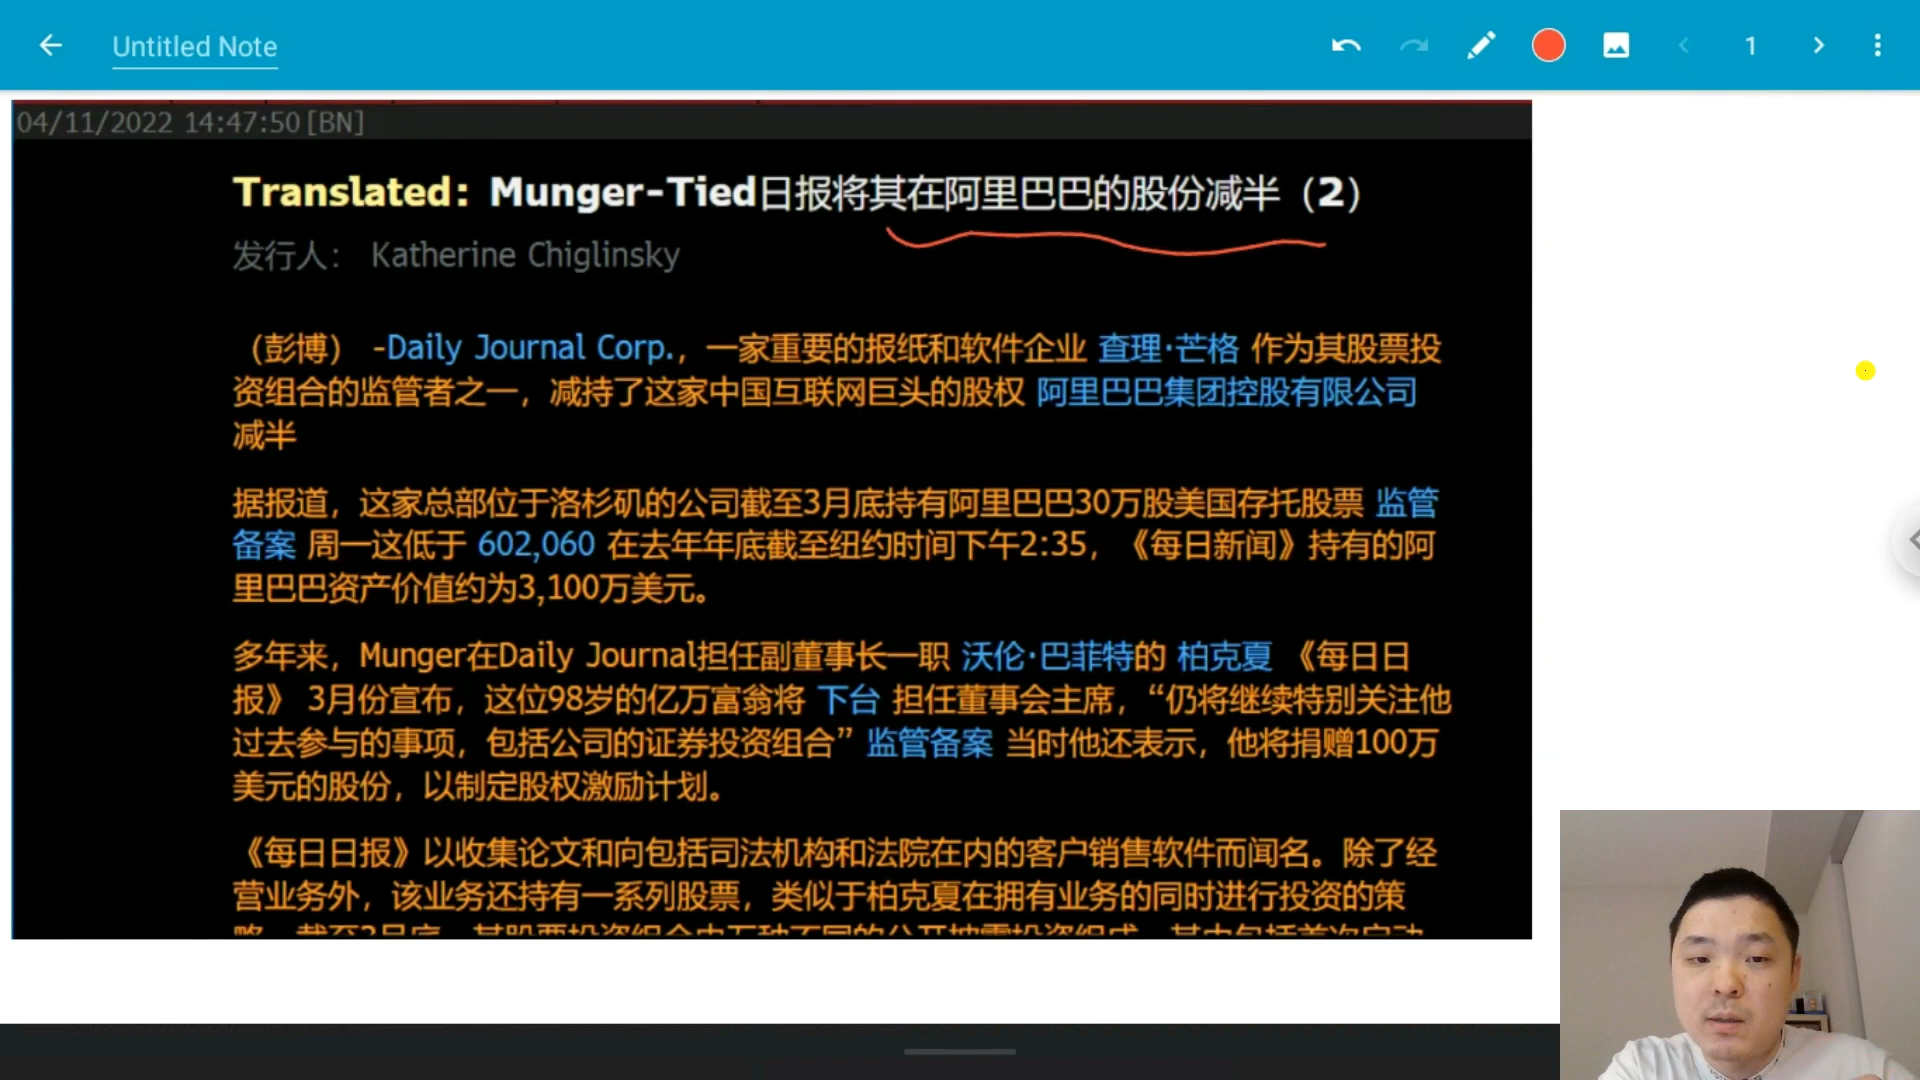 Untitled Note
1
04/11/2022 14:47:50[BN]
Translated: Munger-Tied日报将其在阿里巴巴的股份减半（2）
发行人： Katherine Chiglinsky
（彭博） -Daily Journal Corp.，一家重要的报纸和软件企业 查理·芒格 作为其股票投
资组合的监管者之一，减持了这家中国互联网巨头的股权 阿里巴巴集团控股有限公司
减半
据报道，这家总部位于洛杉矶的公司截至3月底持有阿里巴巴30万股美国存托股票 监管
备案 周一这低于 602,060 在去年年底截至纽约时间下午2:35，《每日新闻》持有的阿
里巴巴资产价值约为3,100万美元。
多年来，Munger在Daily Journal担任副董事长一职 沃伦·巴菲特的 柏克夏 《每日日
报》 3月份宣布，这位98岁的亿万富翁将 下台 担任董事会主席，“仍将继续特别关注他
过去参与的事项，包括公司的证券投资组合” 监管备案 当时他还表示，他将捐赠100万
美元的股份，以制定股权激励计划。
《每日日报》以收集论文和向包括司法机构和法院在内的客户销售软件而闻名。除了经
营业务外，该业务还持有一系列股票，类似于柏克夏在拥有业务的同时进行投资的策